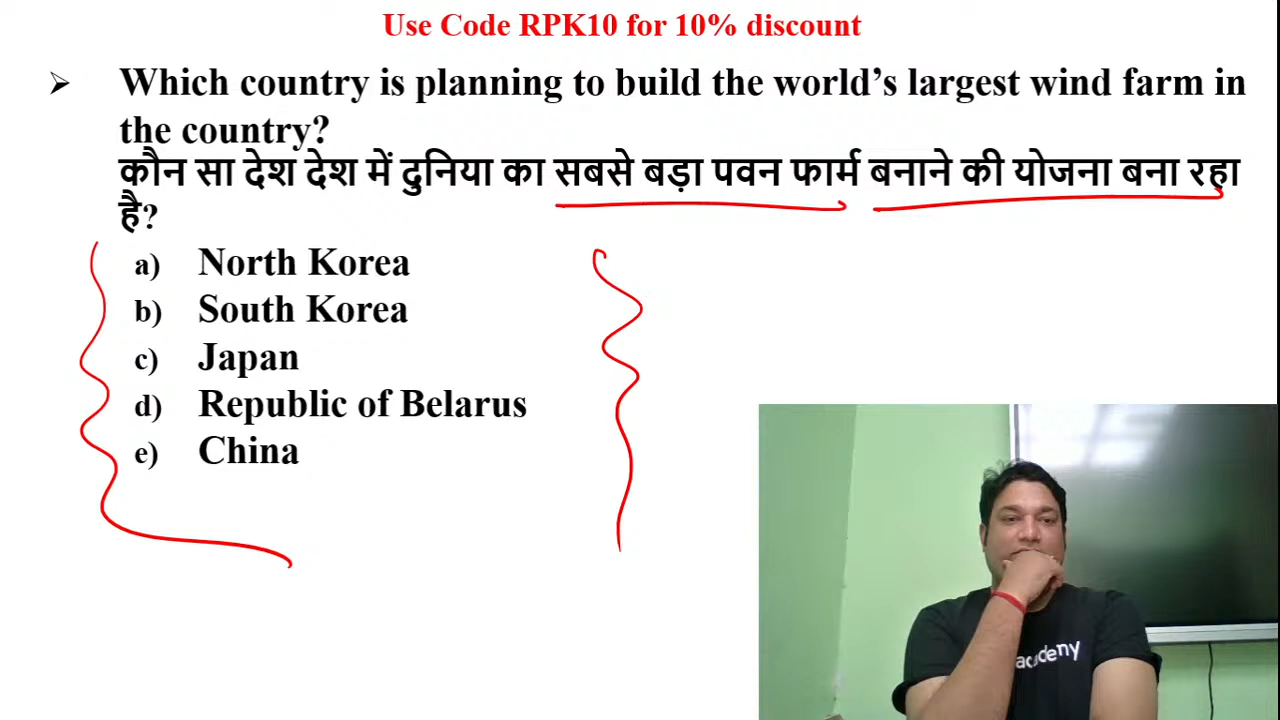 Use Code RPK10 for 10% discount
➢ Which country is planning to build the world’s largest wind farm in
the country?
कौन सा देश देश में दुनिया का सबसे बड़ा पवन फार्म बनाने की योजना बना रहा
है?
a) North Korea
b) South Korea
c) Japan
d) Republic of Belarus
e) China